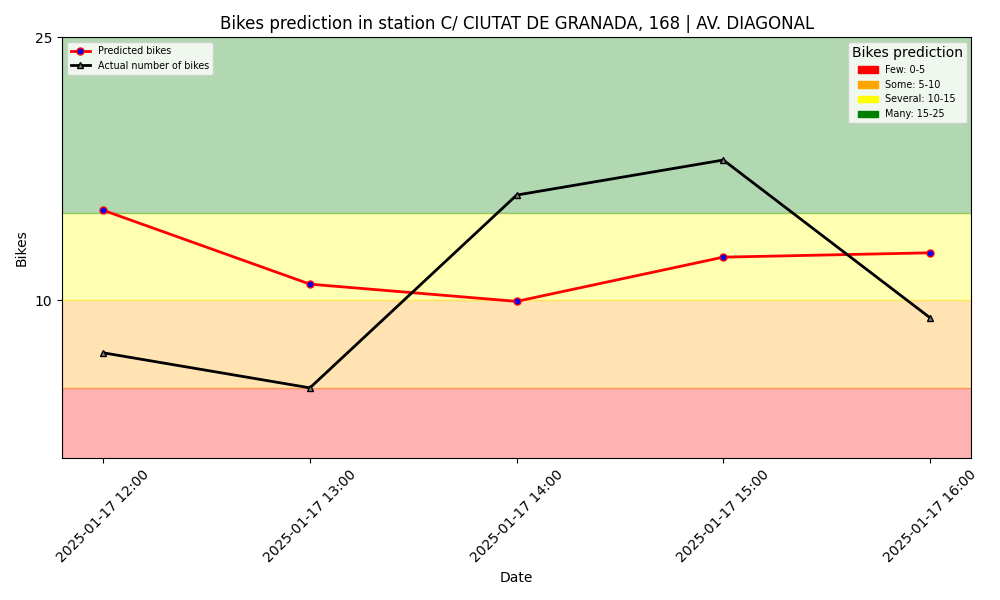 Bikes prediction in station C/ CIUTAT DE GRANADA, 168 | AV. DIAGONAL
25
Predicted bikes
Actual number of bikes
Bikes prediction
Few: 0-5
Some: 5-10
Several: 10-15
Many: 15-25
Bikes
10
2025-01-17 12:00
2025-01-17 13:00
2025-01-17 14:00
2025-01-17 15:00
2025-01-17 16:00
Date